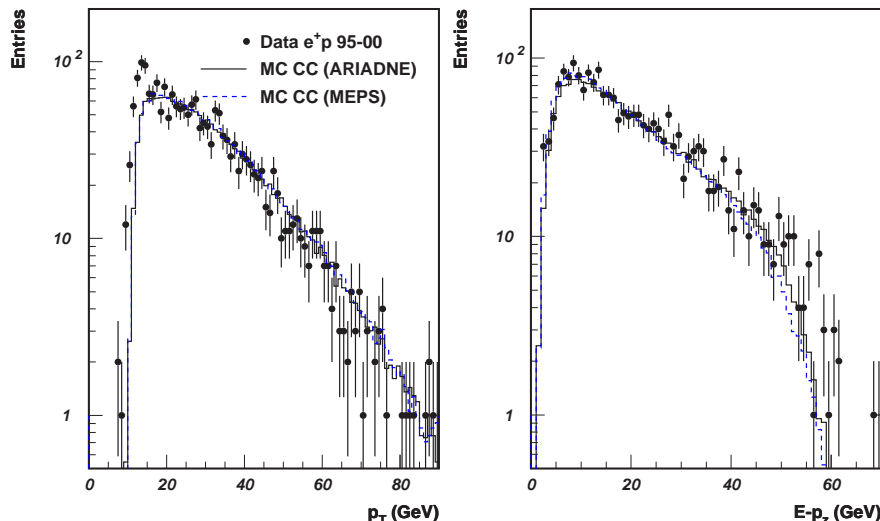 Entries
10²
10
1
0
20
40
60
80
p_T (GeV)
Data e⁺p 95-00
MC CC (ARIADNE)
MC CC (MEPS)
Entries
10²
10
1
0
20
40
60
E-p_z (GeV)